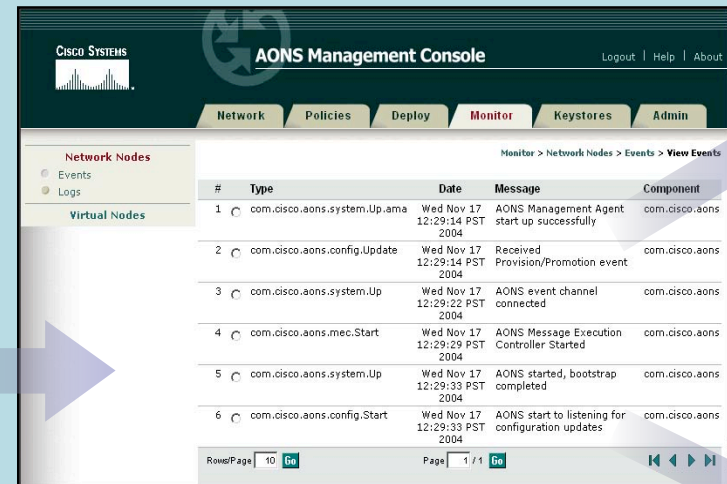 CISCO SYSTEMS
AONS Management Console
Logout | Help | About
Network Policies Deploy Monitor Keystores Admin
Network Nodes
Events
Logs
Virtual Nodes
Monitor > Network Nodes > Events > View Events
# Type Date Message Component
1 com.cisco.aons.system.Up.ama Wed Nov 17 AONS Management Agent com.cisco.aons
12:29:14 PST start up successfully
2004
2 com.cisco.aons.config.Update Wed Nov 17 Received com.cisco.aons
12:29:14 PST Provision/Promotion event
2004
3 com.cisco.aons.system.Up Wed Nov 17 AONS event channel com.cisco.aons
12:29:22 PST connected
2004
4 com.cisco.aons.mec.Start Wed Nov 17 AONS Message Execution com.cisco.aons
12:29:29 PST Controller Started
2004
5 com.cisco.aons.system.Up Wed Nov 17 AONS started, bootstrap com.cisco.aons
12:29:33 PST completed
2004
6 com.cisco.aons.config.Start Wed Nov 17 AONS start to listening for com.cisco.aons
12:29:33 PST configuration updates
2004
Rows/Page 10 Go Page 1 / 1 Go